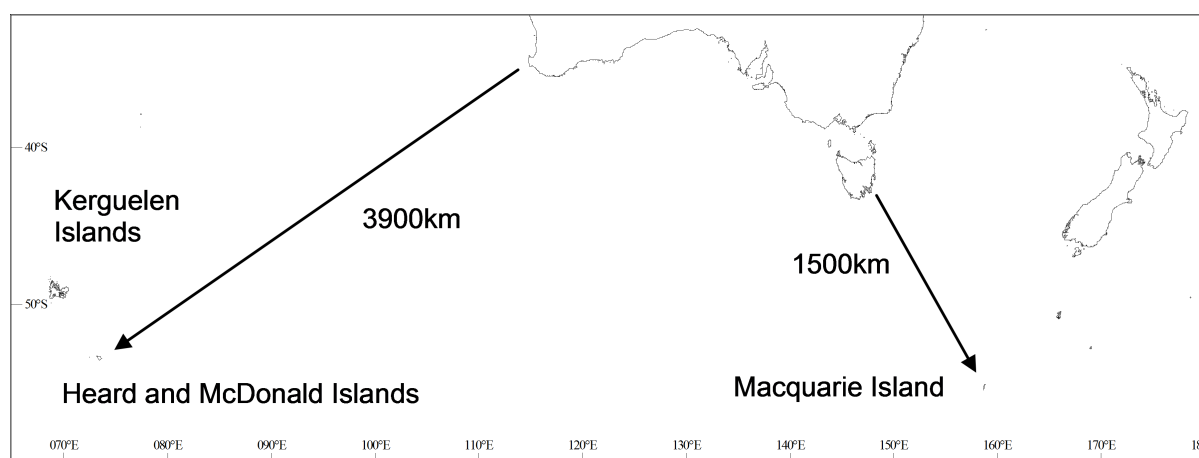 40°S
Kerguelen
Islands
3900km
1500km
50°S
Heard and McDonald Islands
Macquarie Island
070°E 080°E 090°E 100°E 110°E 120°E 130°E 140°E 150°E 160°E 170°E